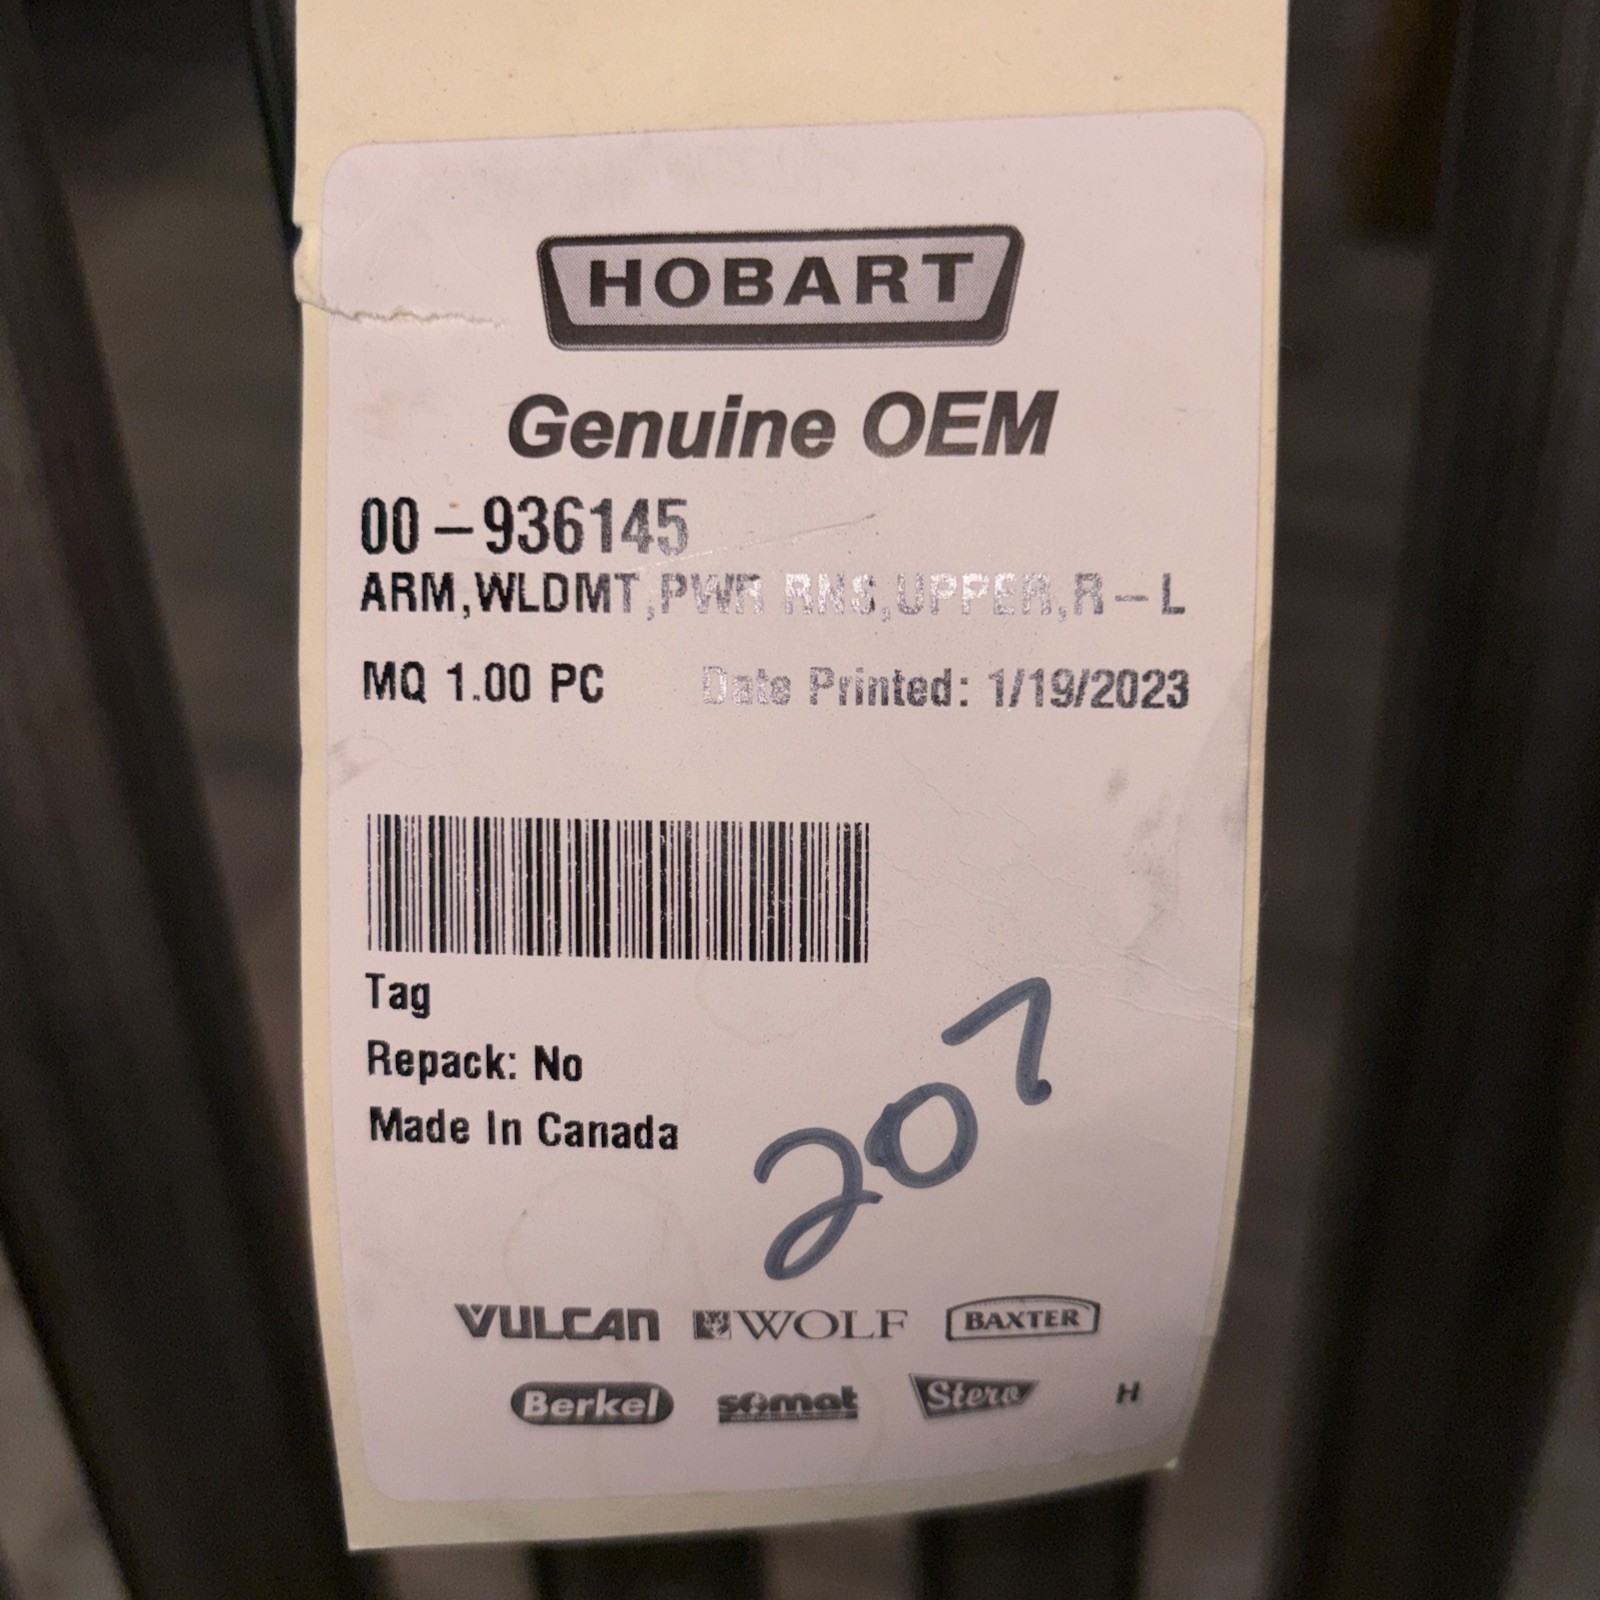 HOBART
Genuine OEM
00-936145
ARM,WLDMT,PWR RNS,UPPER,R-L
MQ 1.00 PC Date Printed: 1/19/2023
Tag
Repack: No
Made In Canada
207
VULCAN WOLF BAXTER
Berkel somat Stero H